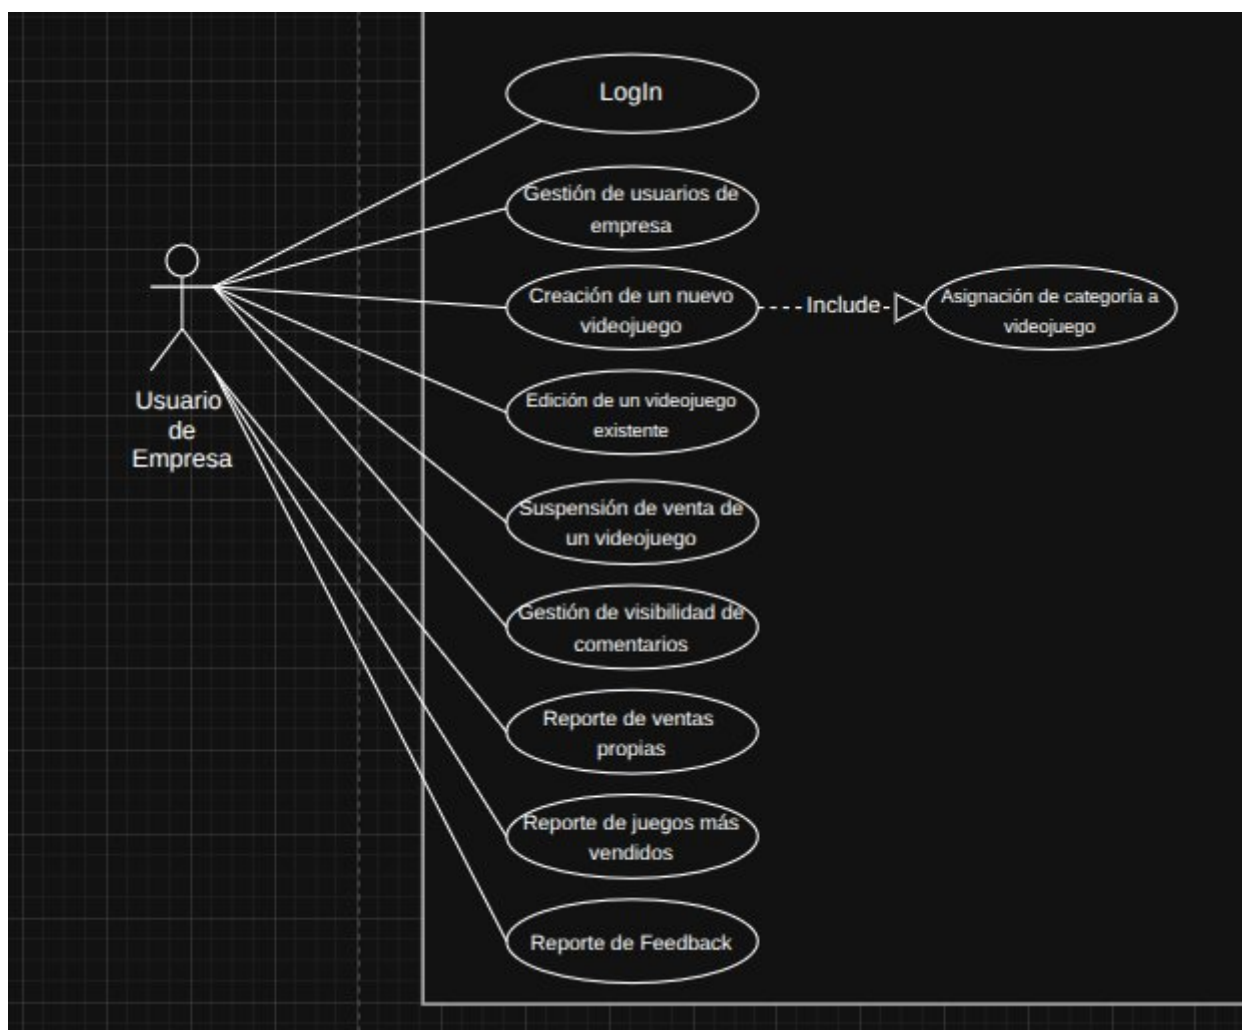 LogIn
Gestión de usuarios de
empresa
Creación de un nuevo
videojuego
Include
Asignación de categoría a
videojuego
Usuario
de
Empresa
Edición de un videojuego
existente
Suspensión de venta de
un videojuego
Gestión de visibilidad de
comentarios
Reporte de ventas
propias
Reporte de juegos más
vendidos
Reporte de Feedback